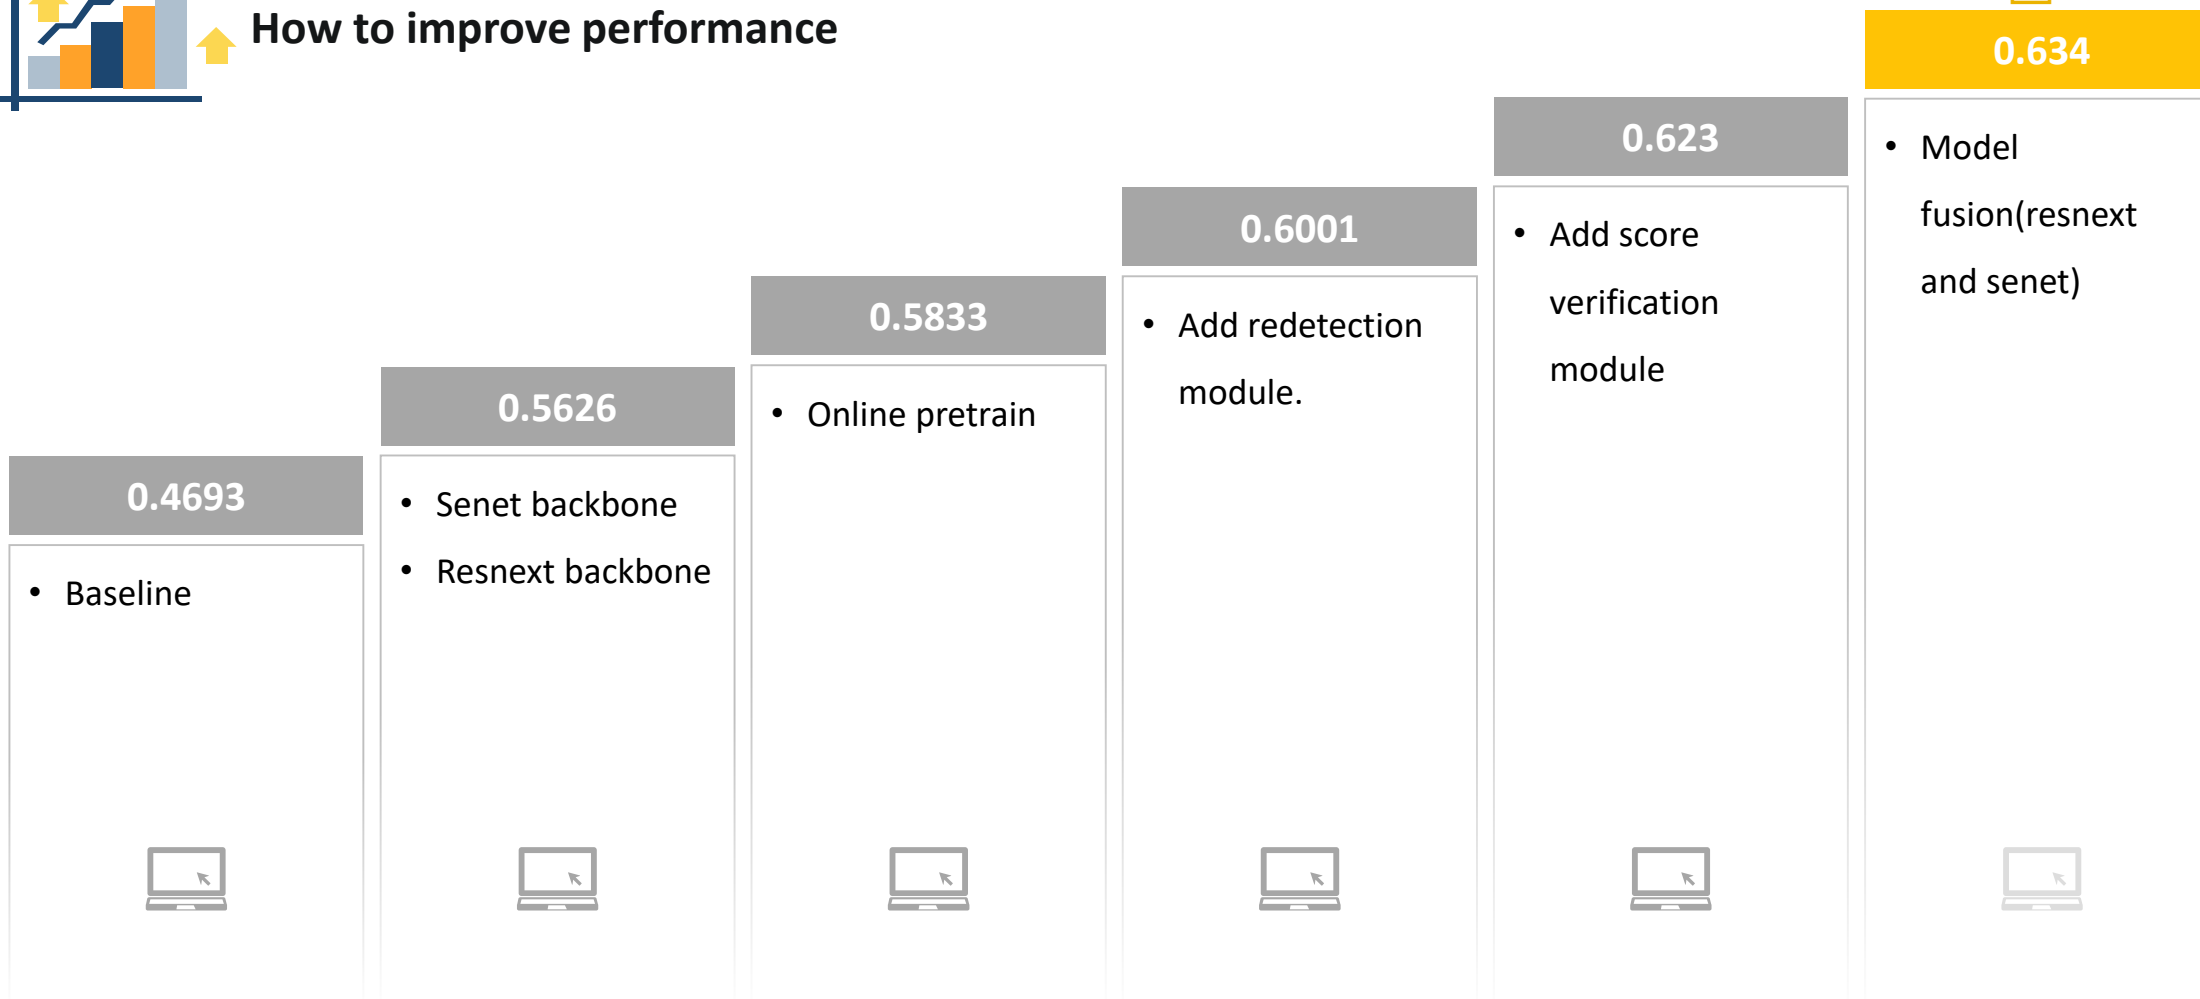 How to improve performance
0.4693
• Baseline
0.5626
• Senet backbone
• Resnext backbone
0.5833
• Online pretrain
0.6001
• Add redetection
module.
0.623
• Add score
verification
module
0.634
• Model
fusion(resnext
and senet)